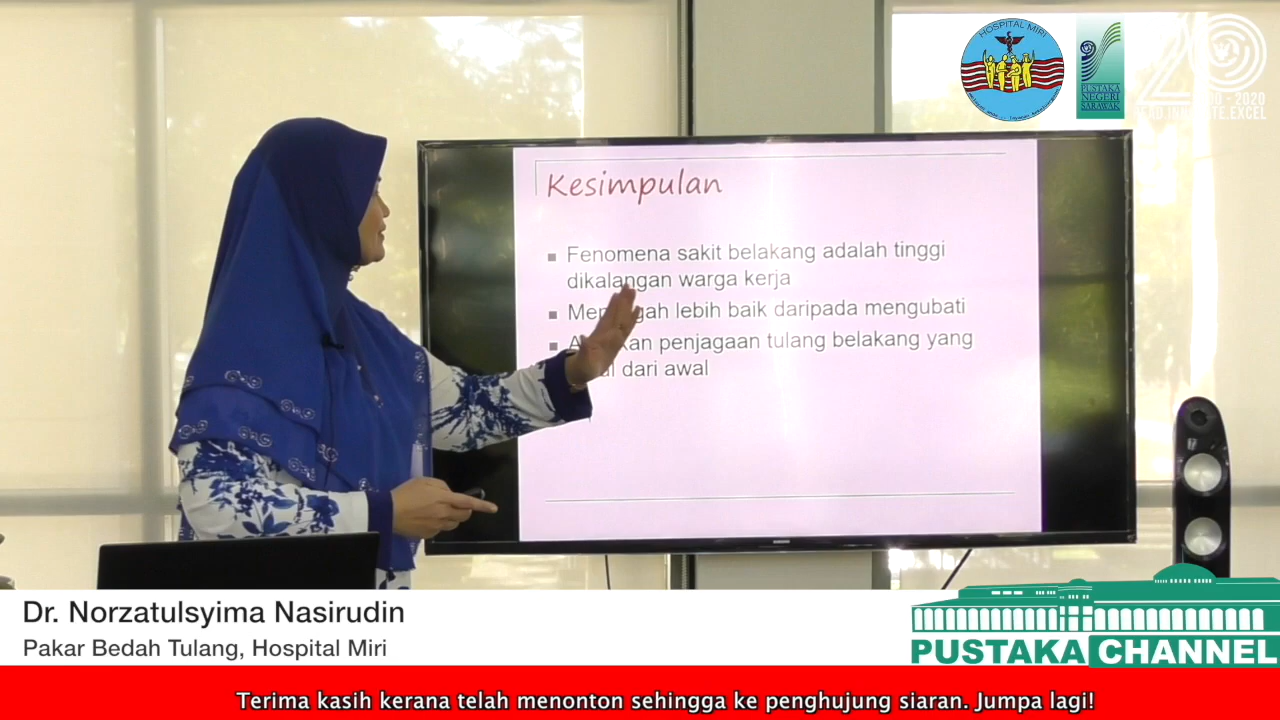 HOSPITAL MIRI
PUSTAKA
NEGERI
SARAWAK
2020
EXCEL
Kesimpulan
Fenomena sakit belakang adalah tinggi
dikalangan warga kerja
lebih baik daripada mengubati
penjagaan tulang belakang yang
dari awal
Dr. Norzatulsyima Nasirudin
Pakar Bedah Tulang, Hospital Miri
PUSTAKA CHANNEL
Terima kasih kerana telah menonton sehingga ke penghujung siaran. Jumpa lagi!